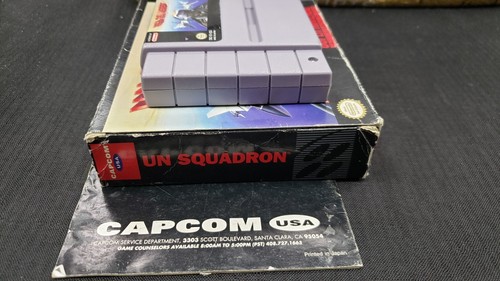 CAPCOM
USA
UN SQUADRON
CAPCOM USA
CAPCOM SERVICE DEPARTMENT, 3303 SCOTT BOULEVARD, SANTA CLARA, CA 95054
GAME COUNSELORS AVAILABLE 8:00AM TO 5:00PM (PST) 408.727.1665
Printed in Japan